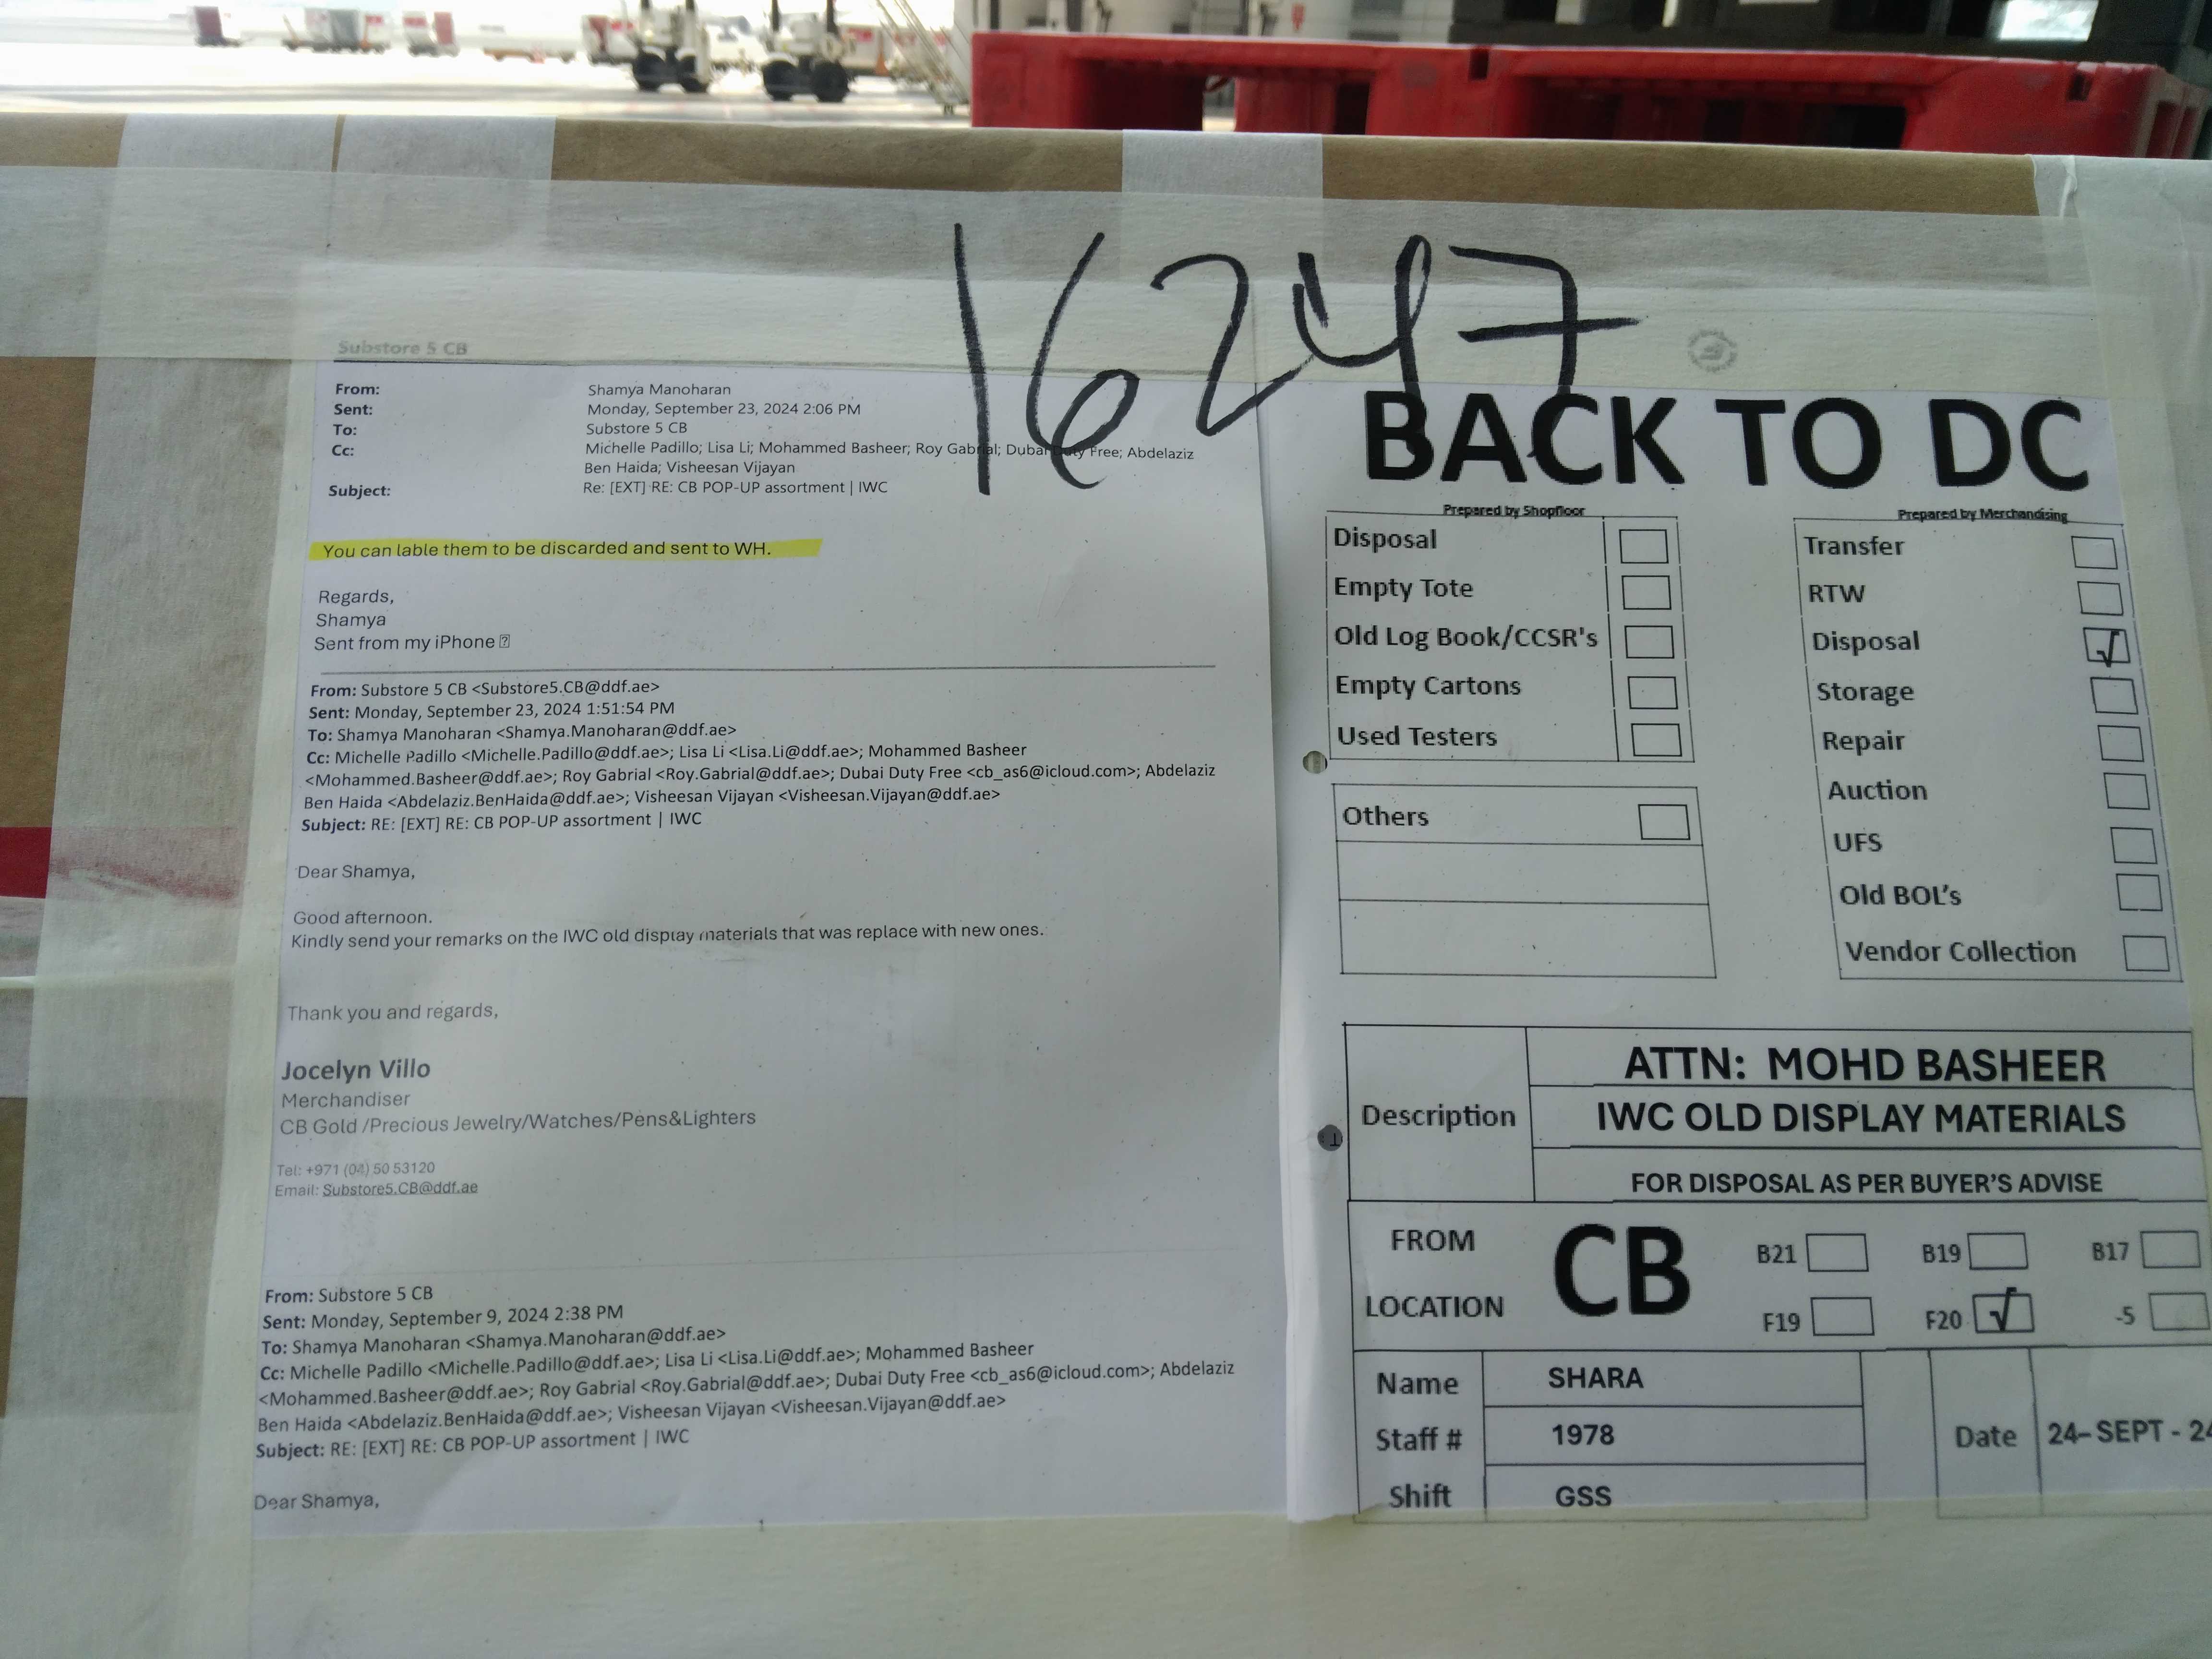 16247
Substore 5 CB
From: Shamya Manoharan
Sent: Monday, September 23, 2024 2:06 PM
To: Substore 5 CB
Cc: Michelle Padillo; Lisa Li; Mohammed Basheer; Roy Gabrial; Dubai Duty Free; Abdelaziz
Ben Haida; Visheesan Vijayan
Subject: Re: [EXT] RE: CB POP-UP assortment | IWC
You can lable them to be discarded and sent to WH.
Regards,
Shamya
Sent from my iPhone
From: Substore 5 CB <Substore5.CB@ddf.ae>
Sent: Monday, September 23, 2024 1:51:54 PM
To: Shamya Manoharan <Shamya.Manoharan@ddf.ae>
Cc: Michelle Padillo <Michelle.Padillo@ddf.ae>; Lisa Li <Lisa.Li@ddf.ae>; Mohammed Basheer
<Mohammed.Basheer@ddf.ae>; Roy Gabrial <Roy.Gabrial@ddf.ae>; Dubai Duty Free <cb_as6@icloud.com>; Abdelaziz
Ben Haida <Abdelaziz.BenHaida@ddf.ae>; Visheesan Vijayan <Visheesan.Vijayan@ddf.ae>
Subject: RE: [EXT] RE: CB POP-UP assortment | IWC
Dear Shamya,
Good afternoon.
Kindly send your remarks on the IWC old display materials that was replace with new ones.
Thank you and regards,
Jocelyn Villo
Merchandiser
CB Gold /Precious Jewelry/Watches/Pens&Lighters
Tel: +971 (04) 50 53120
Email: Substore5.CB@ddf.ae
From: Substore 5 CB
Sent: Monday, September 9, 2024 2:38 PM
To: Shamya Manoharan <Shamya.Manoharan@ddf.ae>
Cc: Michelle Padillo <Michelle.Padillo@ddf.ae>; Lisa Li <Lisa.Li@ddf.ae>; Mohammed Basheer
<Mohammed.Basheer@ddf.ae>; Roy Gabrial <Roy.Gabrial@ddf.ae>; Dubai Duty Free <cb_as6@icloud.com>; Abdelaziz
Ben Haida <Abdelaziz.BenHaida@ddf.ae>; Visheesan Vijayan <Visheesan.Vijayan@ddf.ae>
Subject: RE: [EXT] RE: CB POP-UP assortment | IWC
Dear Shamya,
BACK TO DC
Prepared by Shopfloor
Disposal
Empty Tote
Old Log Book/CCSR's
Empty Cartons
Used Testers
Others
Prepared by Merchandising
Transfer
RTW
Disposal √
Storage
Repair
Auction
UFS
Old BOL's
Vendor Collection
Description
ATTN: MOHD BASHEER
IWC OLD DISPLAY MATERIALS
FOR DISPOSAL AS PER BUYER'S ADVISE
FROM LOCATION
CB
B21 B19 B17
F19 F20 √ -5
Name SHARA
Staff # 1978
Shift GSS
Date 24-SEPT-24